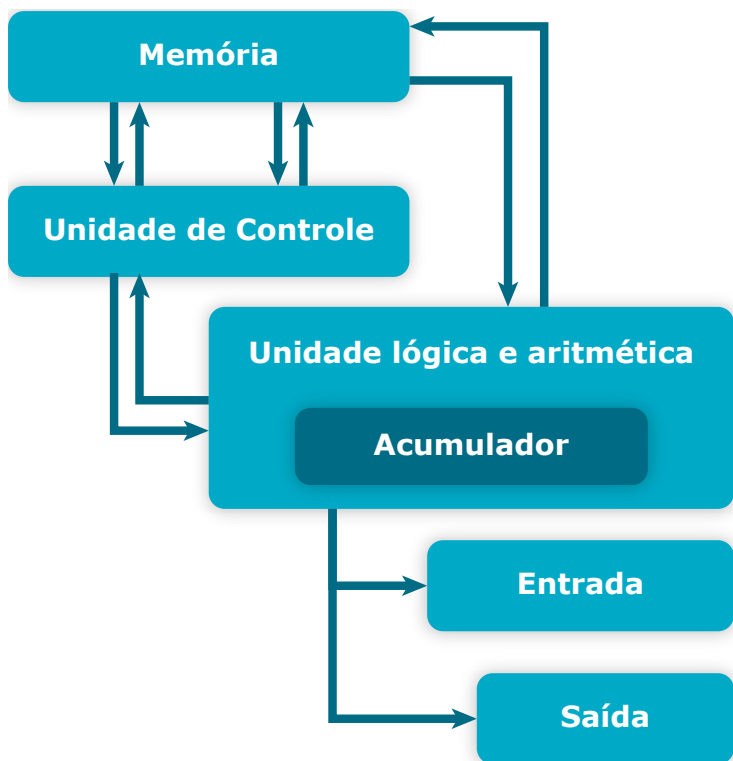 Memória
Unidade de Controle
Unidade lógica e aritmética
Acumulador
Entrada
Saída